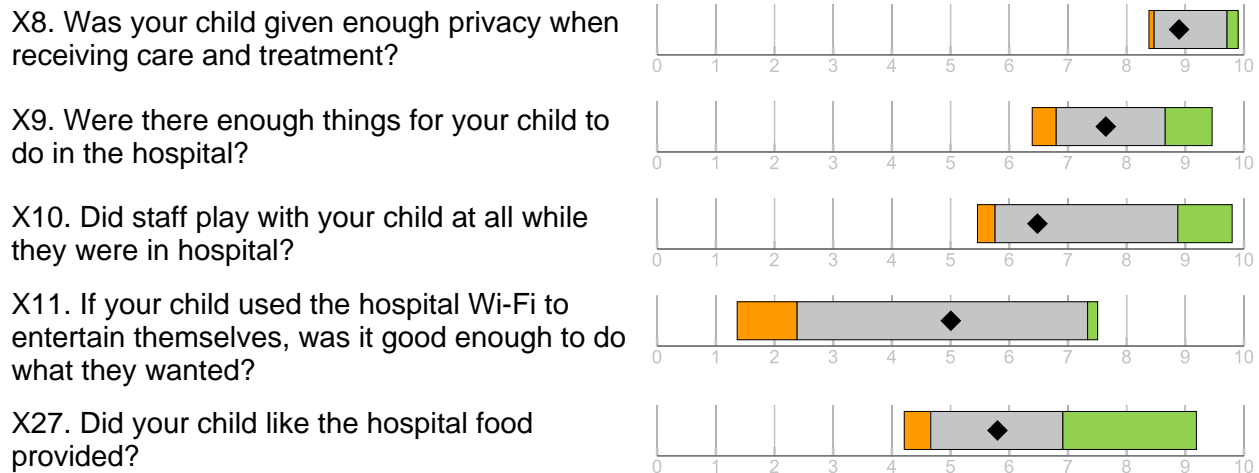 X8. Was your child given enough privacy when
receiving care and treatment?
0 1 2 3 4 5 6 7 8 9 10
X9. Were there enough things for your child to
do in the hospital?
0 1 2 3 4 5 6 7 8 9 10
X10. Did staff play with your child at all while
they were in hospital?
0 1 2 3 4 5 6 7 8 9 10
X11. If your child used the hospital Wi-Fi to
entertain themselves, was it good enough to do
what they wanted?
0 1 2 3 4 5 6 7 8 9 10
X27. Did your child like the hospital food
provided?
0 1 2 3 4 5 6 7 8 9 10